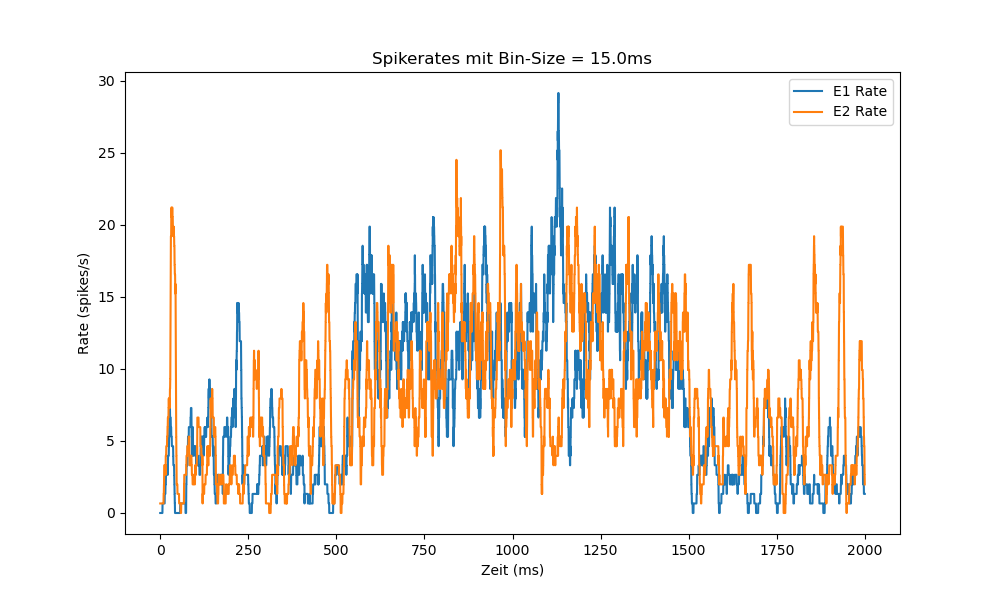 Spikerates mit Bin-Size = 15.0ms
E1 Rate
E2 Rate
30
25
20
15
10
5
0
Rate (spikes/s)
0 250 500 750 1000 1250 1500 1750 2000
Zeit (ms)